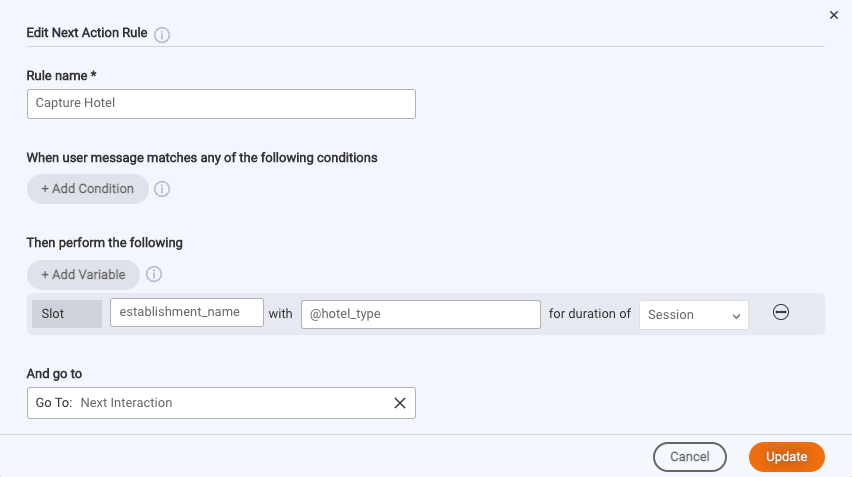 Edit Next Action Rule
Rule name *
Capture Hotel
When user message matches any of the following conditions
+ Add Condition
Then perform the following
+ Add Variable
Slot establishment_name with @hotel_type for duration of Session
And go to
Go To: Next Interaction
Cancel Update